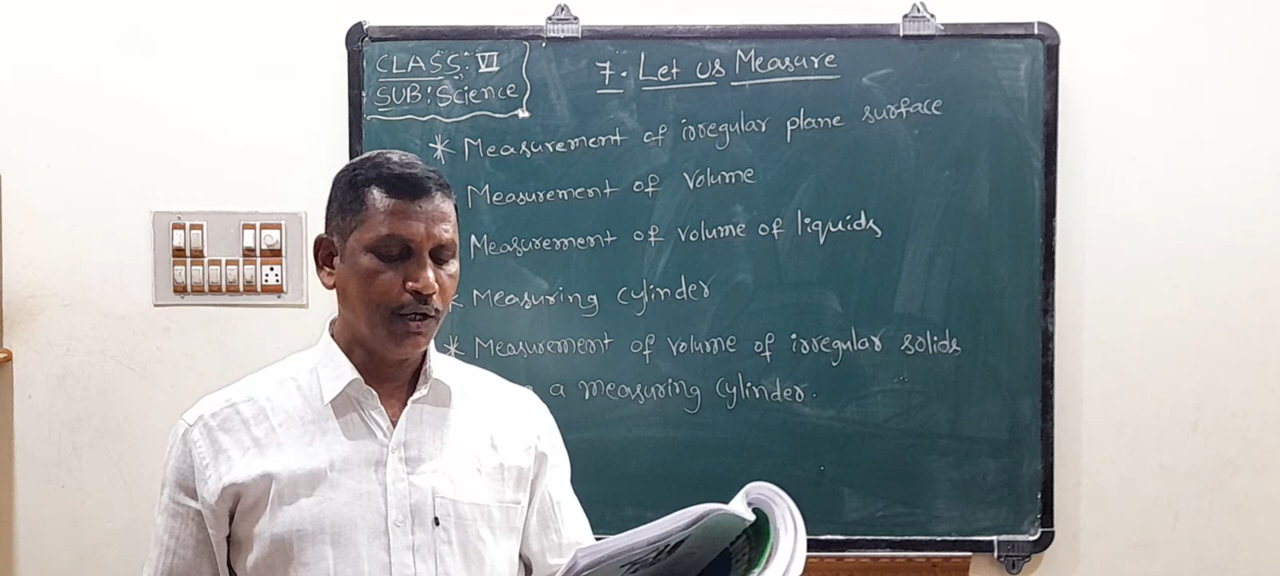 CLASS: VI
SUB: Science
7. Let us Measure
* Measurement of irregular plane surface
Measurement of volume
Measurement of volume of liquids
* Measuring cylinder
* Measurement of volume of irregular solids
a measuring cylinder.